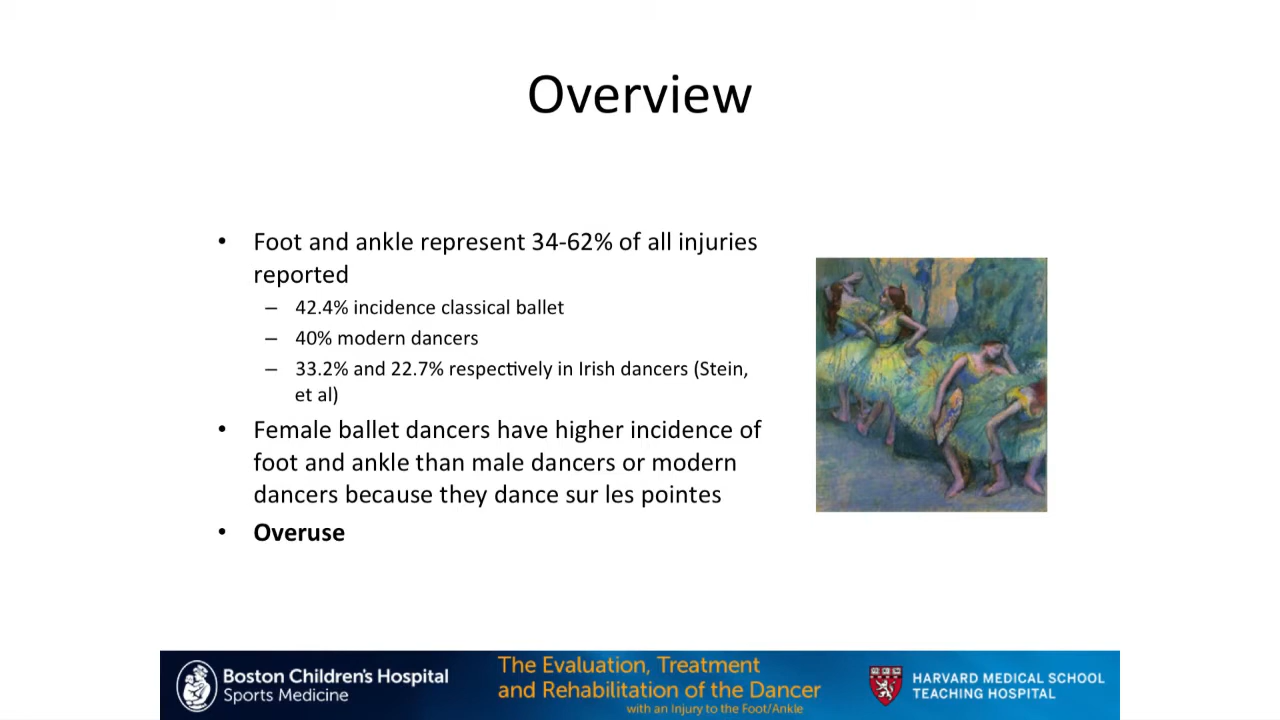 Overview
• Foot and ankle represent 34-62% of all injuries
reported
– 42.4% incidence classical ballet
– 40% modern dancers
– 33.2% and 22.7% respectively in Irish dancers (Stein,
et al)
• Female ballet dancers have higher incidence of
foot and ankle than male dancers or modern
dancers because they dance sur les pointes
• Overuse
Boston Children's Hospital
Sports Medicine
The Evaluation, Treatment
and Rehabilitation of the Dancer
with an Injury to the Foot/Ankle
HARVARD MEDICAL SCHOOL
TEACHING HOSPITAL